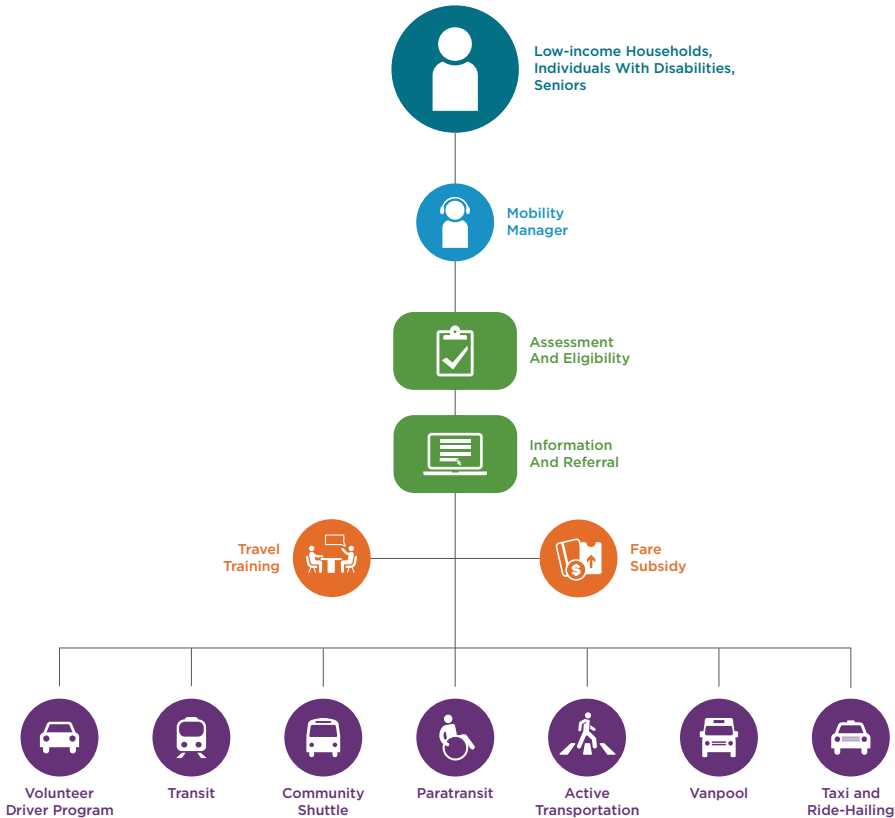 Low-income Households,
Individuals With Disabilities,
Seniors
Mobility
Manager
Assessment
And Eligibility
Information
And Referral
Travel
Training
Fare
Subsidy
$
Volunteer
Driver Program
Transit
Community
Shuttle
Paratransit
Active
Transportation
Vanpool
Taxi and
Ride-Hailing